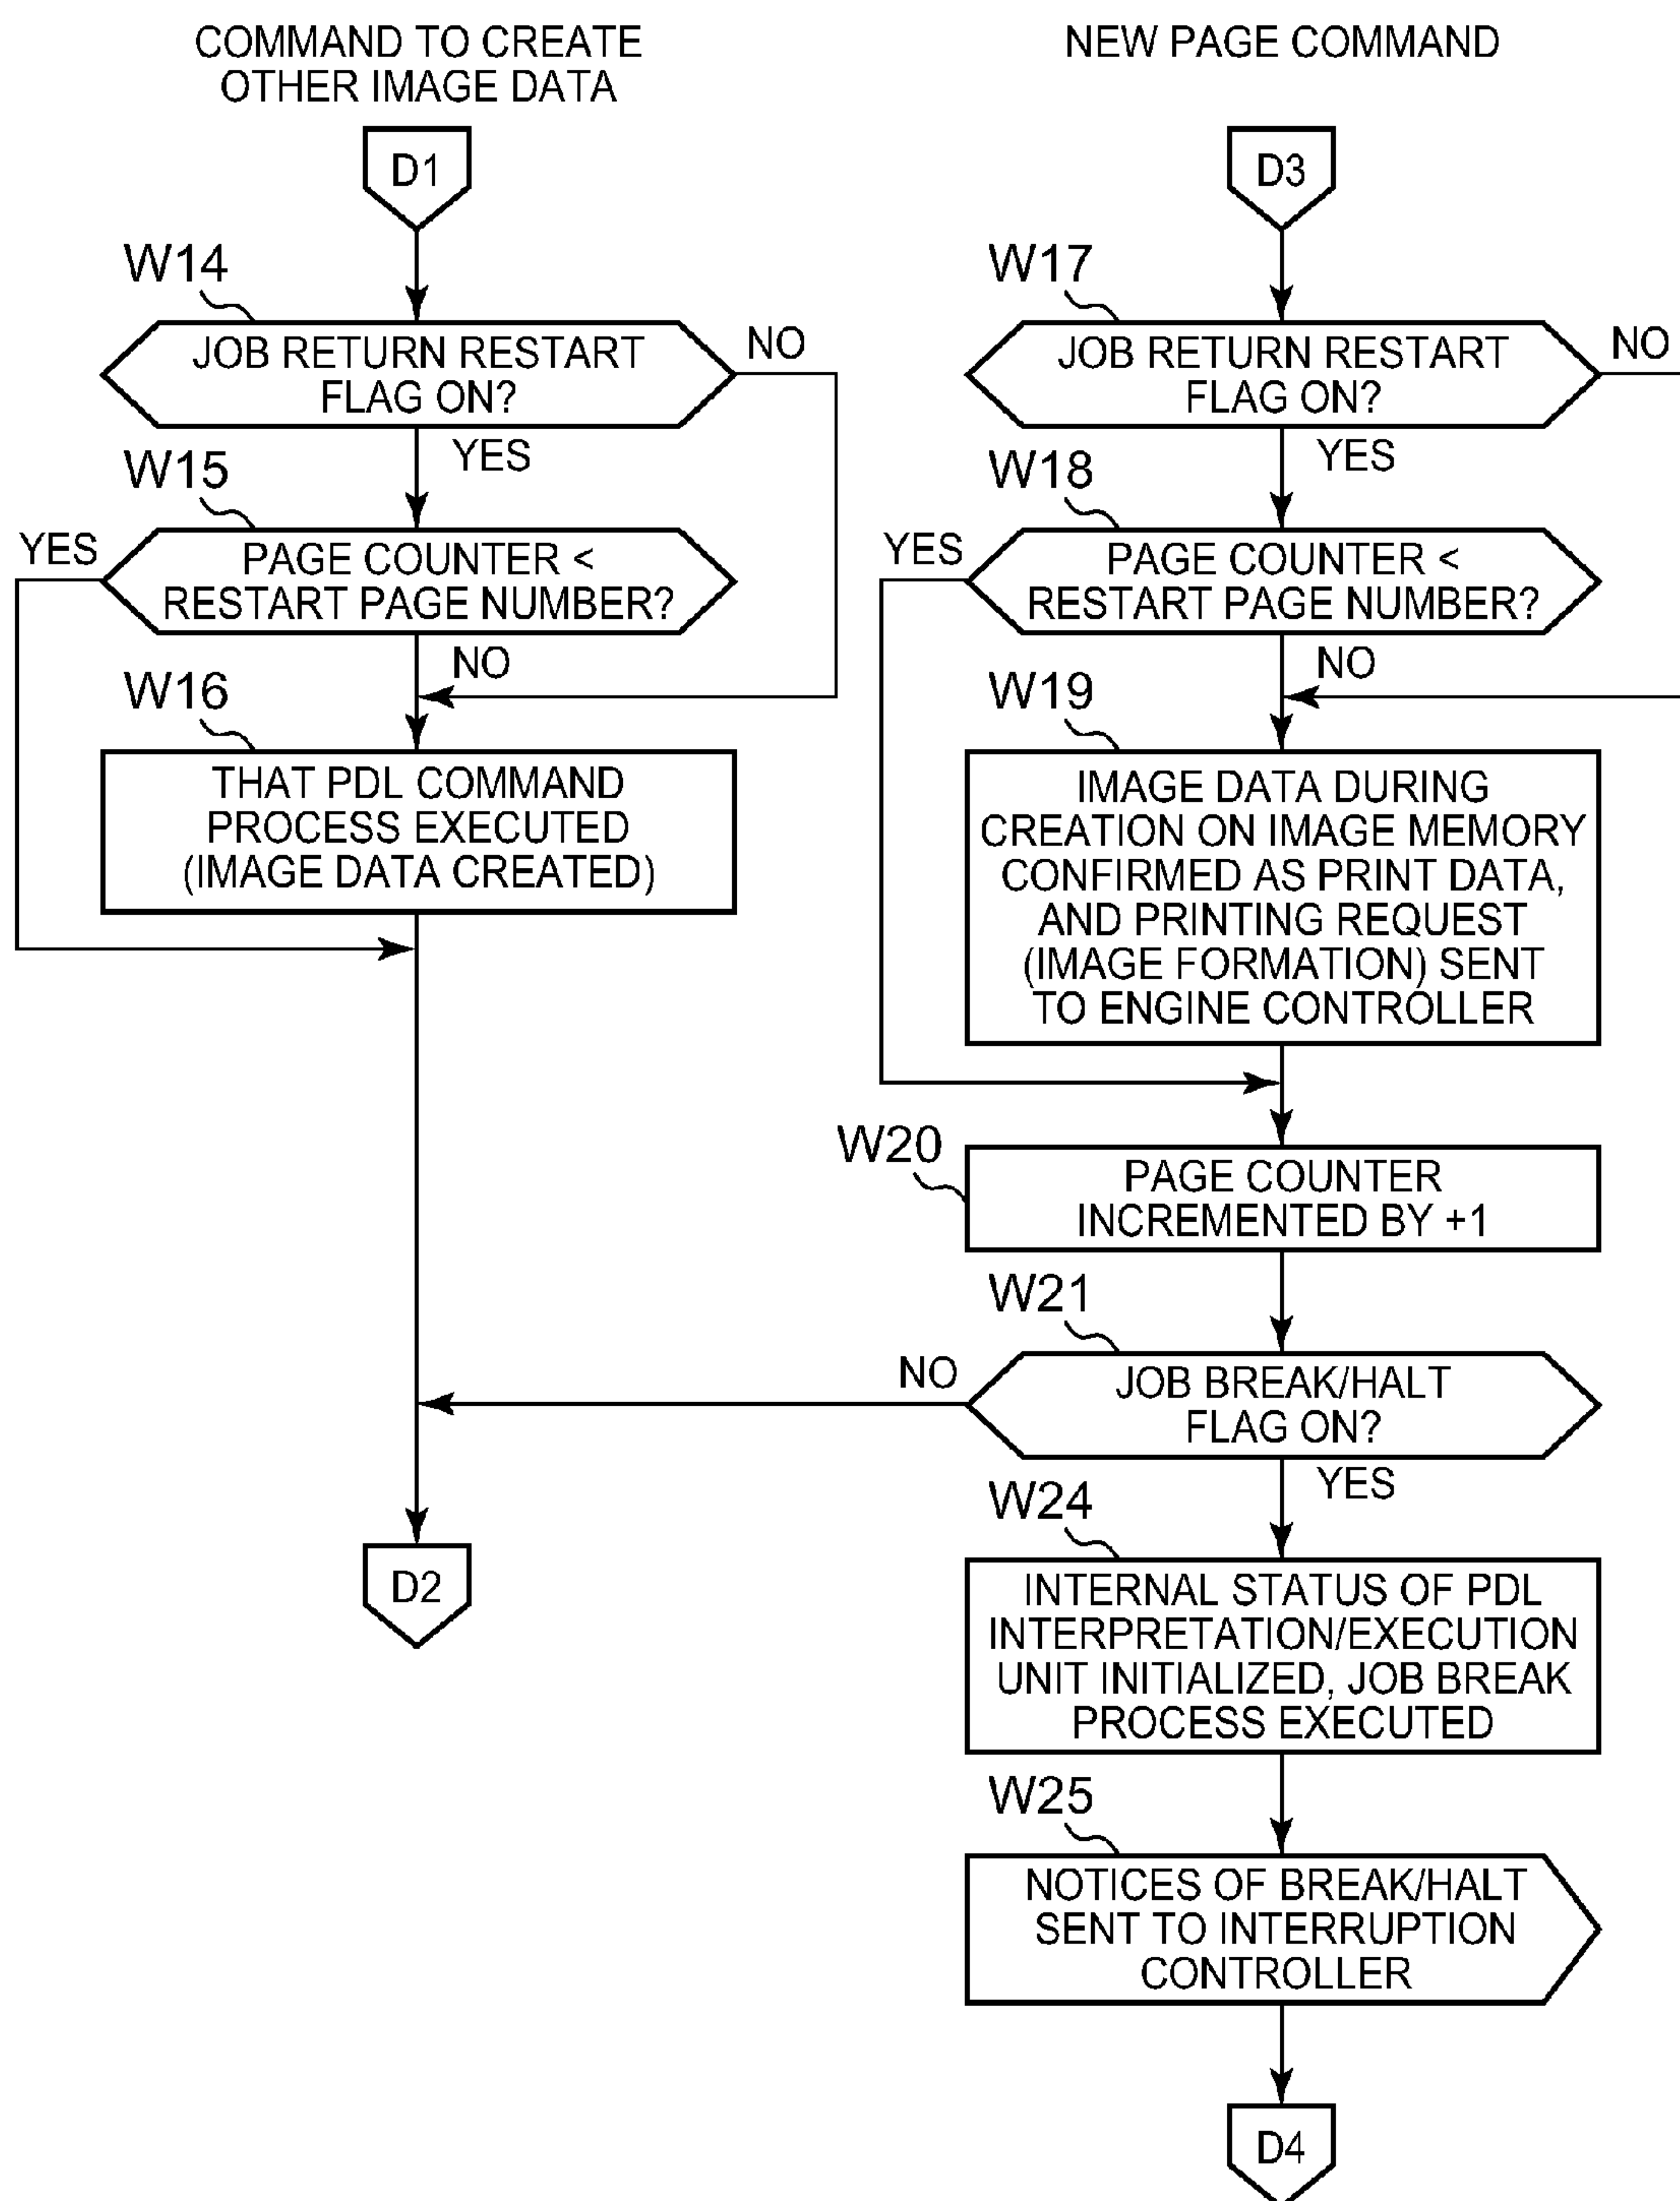 COMMAND TO CREATE
OTHER IMAGE DATA
D1
W14
JOB RETURN RESTART
FLAG ON?
NO
YES
W15
YES
PAGE COUNTER <
RESTART PAGE NUMBER?
NO
W16
THAT PDL COMMAND
PROCESS EXECUTED
(IMAGE DATA CREATED)
D2
NEW PAGE COMMAND
D3
W17
JOB RETURN RESTART
FLAG ON?
NO
YES
W18
YES
PAGE COUNTER <
RESTART PAGE NUMBER?
NO
W19
IMAGE DATA DURING
CREATION ON IMAGE MEMORY
CONFIRMED AS PRINT DATA,
AND PRINTING REQUEST
(IMAGE FORMATION) SENT
TO ENGINE CONTROLLER
W20
PAGE COUNTER
INCREMENTED BY +1
W21
NO
JOB BREAK/HALT
FLAG ON?
YES
W24
INTERNAL STATUS OF PDL
INTERPRETATION/EXECUTION
UNIT INITIALIZED, JOB BREAK
PROCESS EXECUTED
W25
NOTICES OF BREAK/HALT
SENT TO INTERRUPTION
CONTROLLER
D4